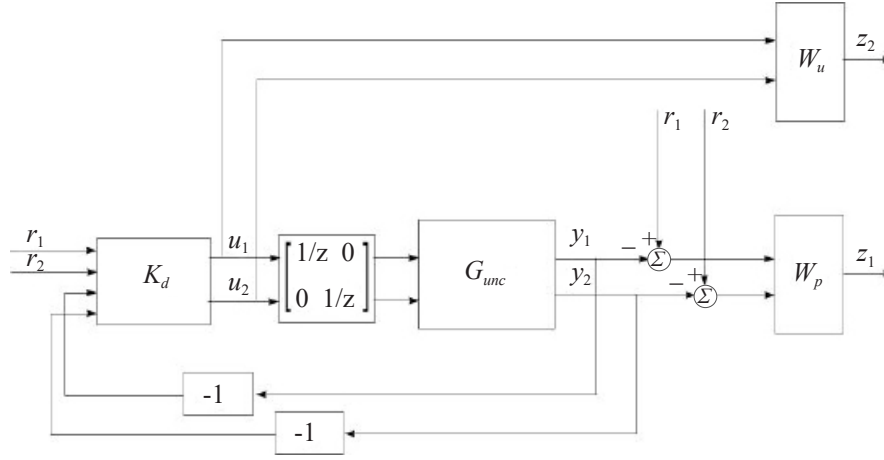 W_u
z_2
r_1
r_2
r_1
r_2
K_d
u_1
u_2
1/z 0
0 1/z
G_unc
y_1
y_2
− +
Σ
− +
Σ
W_p
z_1
-1
-1